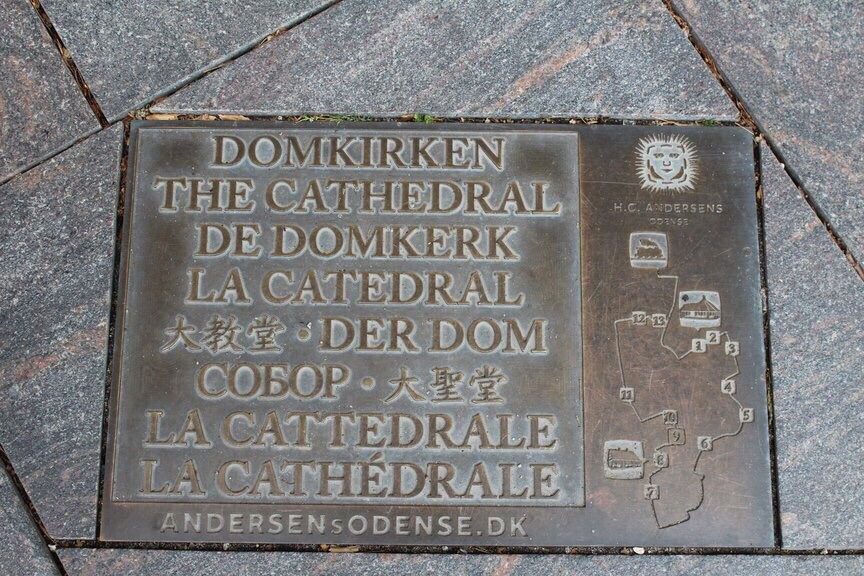 DOMKIRKEN
THE CATHEDRAL
DE DOMKERK
LA CATEDRAL
大教堂 · DER DOM
СОБОР · 大聖堂
LA CATTEDRALE
LA CATHÉDRALE
ANDERSENsODENSE.DK
H.C. ANDERSENS
ODENSE
12 13
1 2 3
4
11
10
5
9
6
8
7